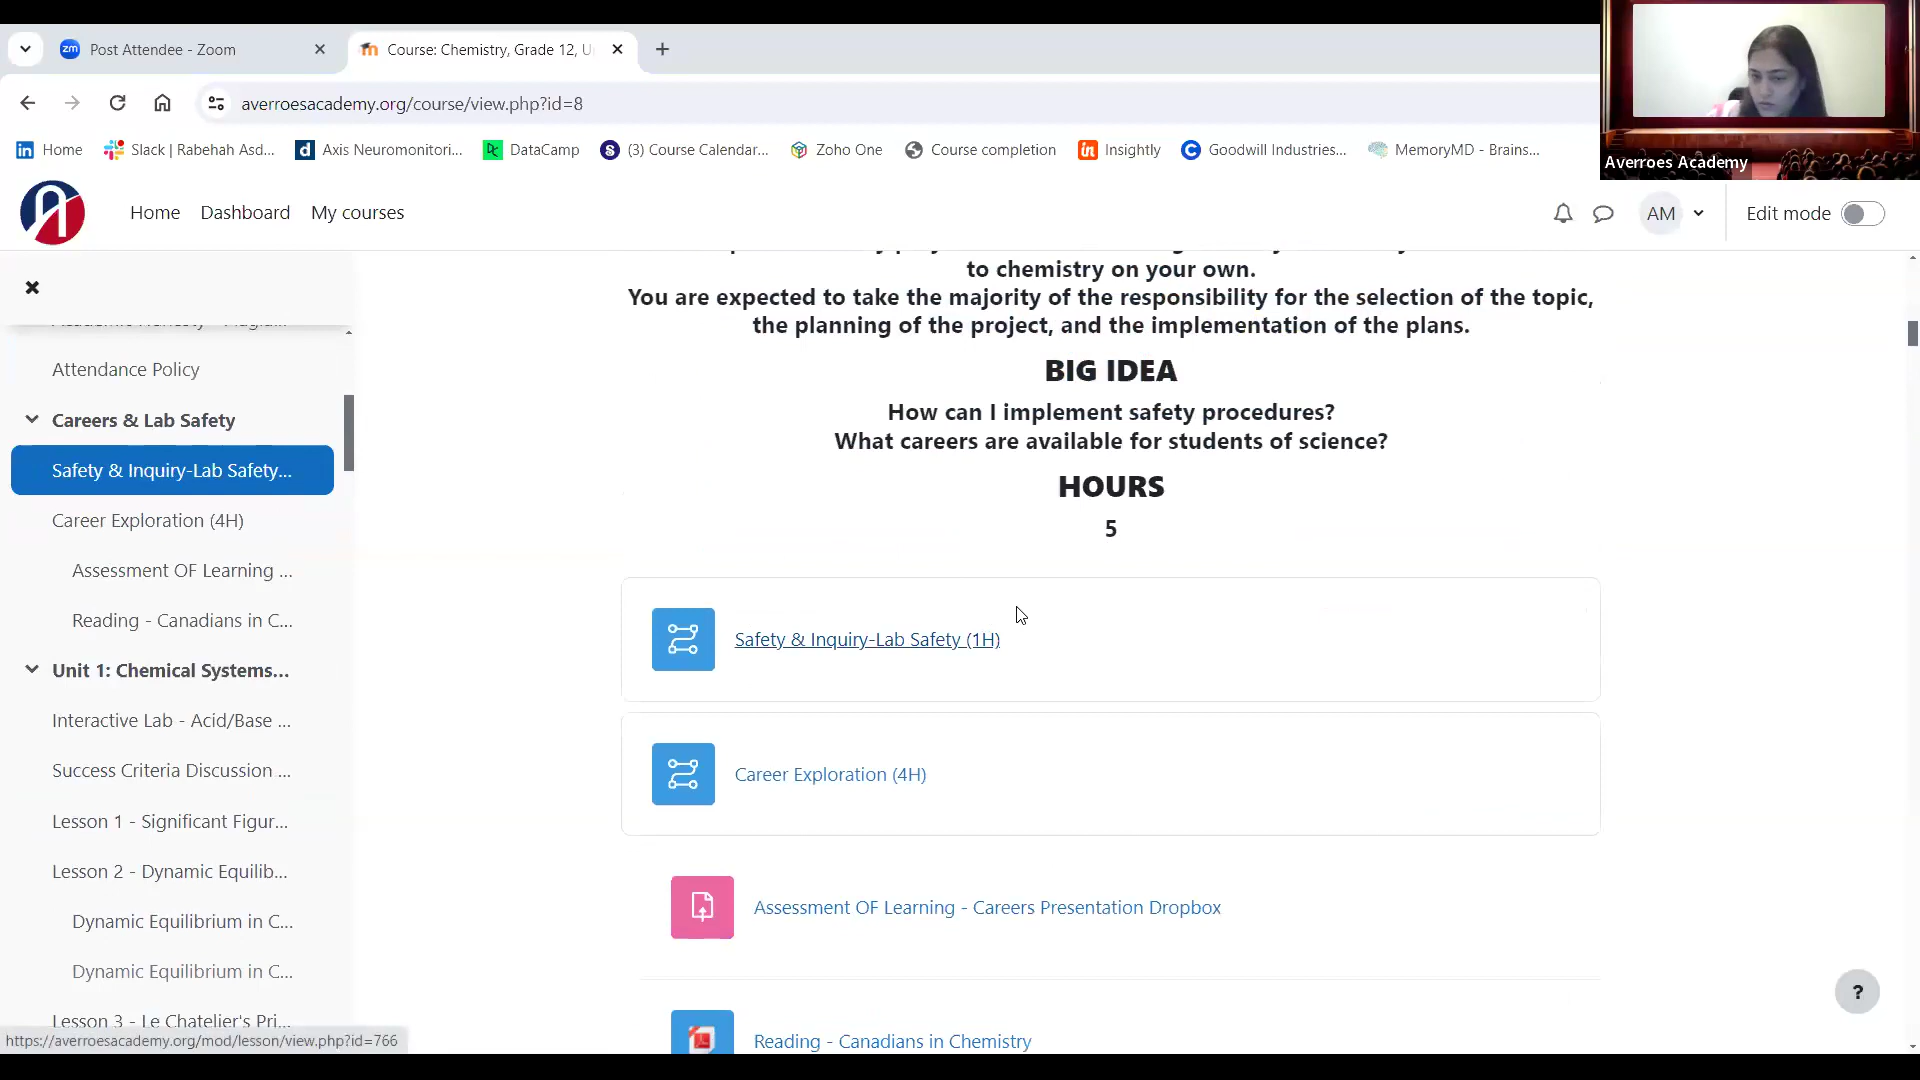 Post Attendee - Zoom
Course: Chemistry, Grade 12, U
averroesacademy.org/course/view.php?id=8
Home
Slack | Rabehah Asd...
Axis Neuromonitori...
DataCamp
(3) Course Calendar...
Zoho One
Course completion
Insightly
Goodwill Industries...
MemoryMD - Brains...
Averroes Academy
Home
Dashboard
My courses
AM
Edit mode
Attendance Policy
Careers & Lab Safety
Safety & Inquiry-Lab Safety...
Career Exploration (4H)
Assessment OF Learning ...
Reading - Canadians in C...
Unit 1: Chemical Systems...
Interactive Lab - Acid/Base ...
Success Criteria Discussion ...
Lesson 1 - Significant Figur...
Lesson 2 - Dynamic Equilib...
Dynamic Equilibrium in C...
Dynamic Equilibrium in C...
Lesson 3 - Le Chatelier's Pri...
https://averroesacademy.org/mod/lesson/view.php?id=766
to chemistry on your own.
You are expected to take the majority of the responsibility for the selection of the topic,
the planning of the project, and the implementation of the plans.
BIG IDEA
How can I implement safety procedures?
What careers are available for students of science?
HOURS
5
Safety & Inquiry-Lab Safety (1H)
Career Exploration (4H)
Assessment OF Learning - Careers Presentation Dropbox
Reading - Canadians in Chemistry
?